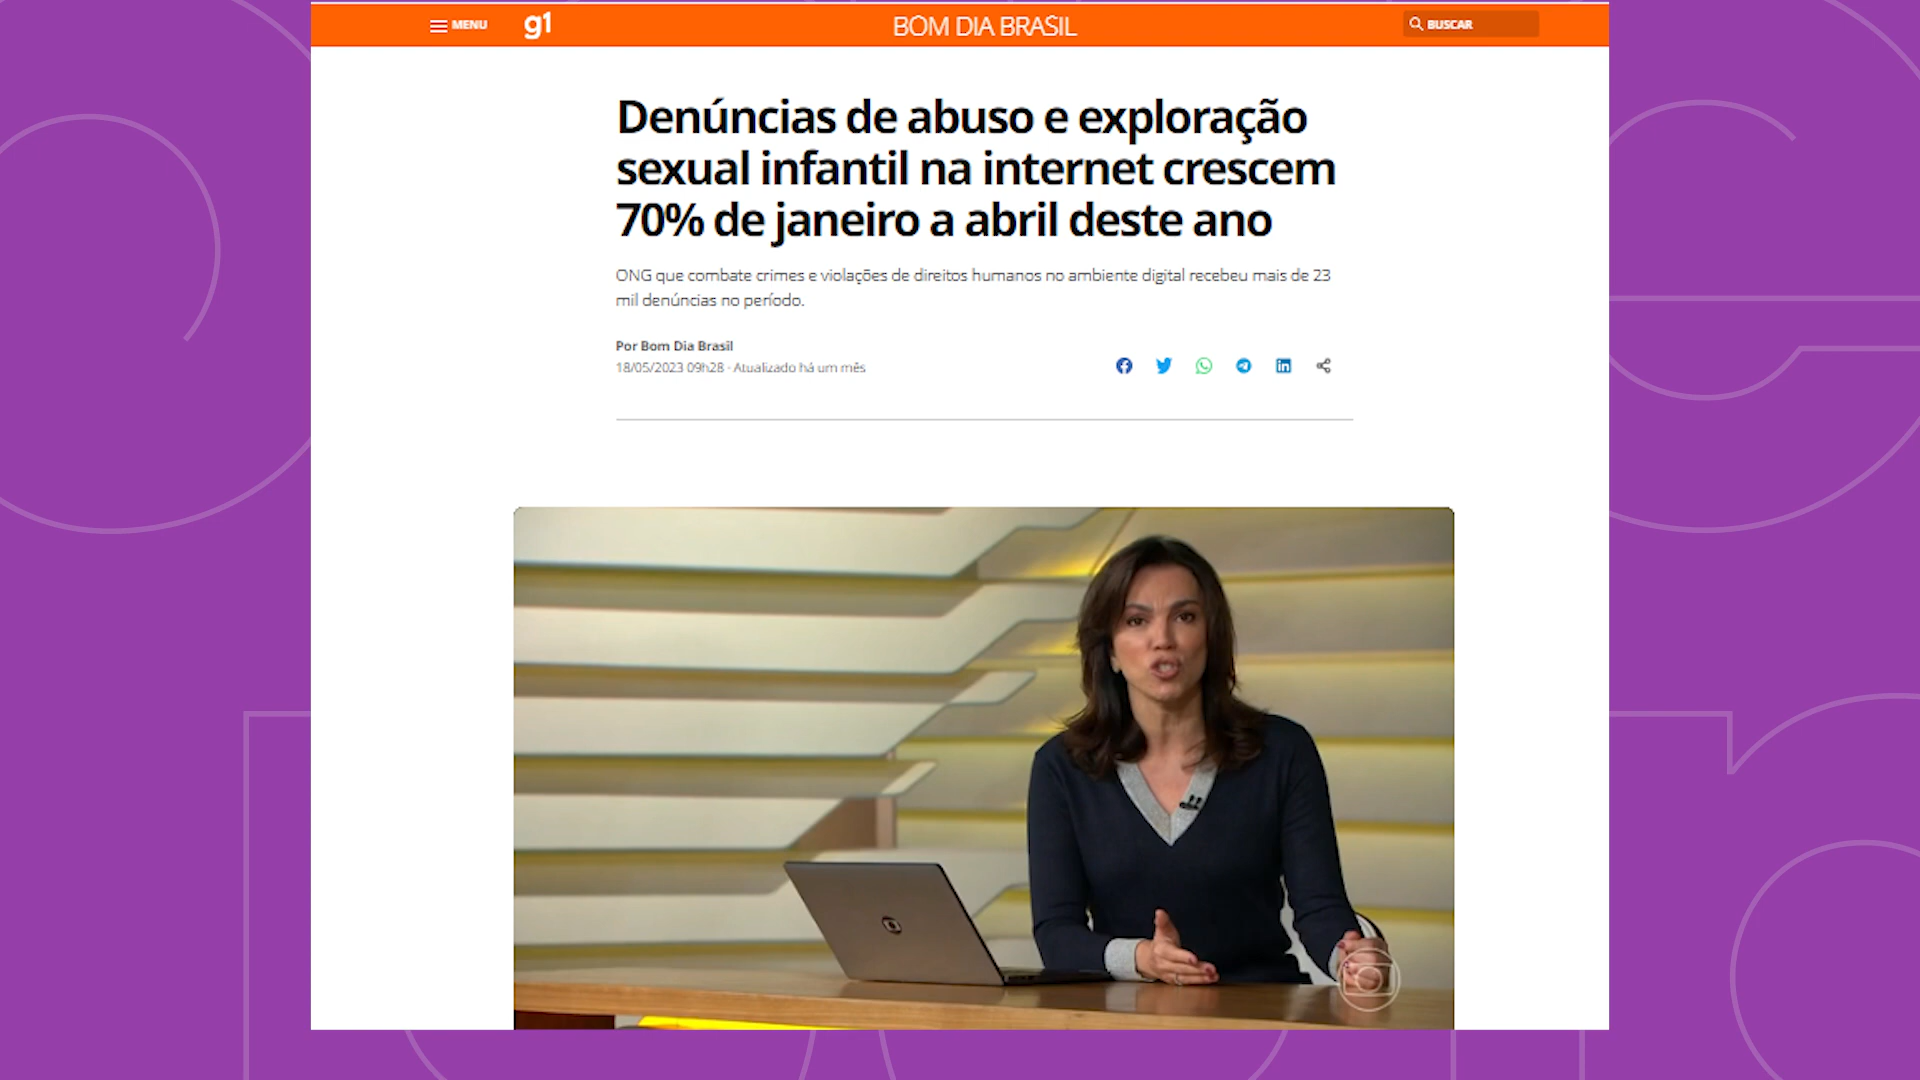 MENU
g1
BOM DIA BRASIL
BUSCAR
Denúncias de abuso e exploração
sexual infantil na internet crescem
70% de janeiro a abril deste ano
ONG que combate crimes e violações de direitos humanos no ambiente digital recebeu mais de 23
mil denúncias no período.
Por Bom Dia Brasil
18/05/2023 09h28 · Atualizado há um mês